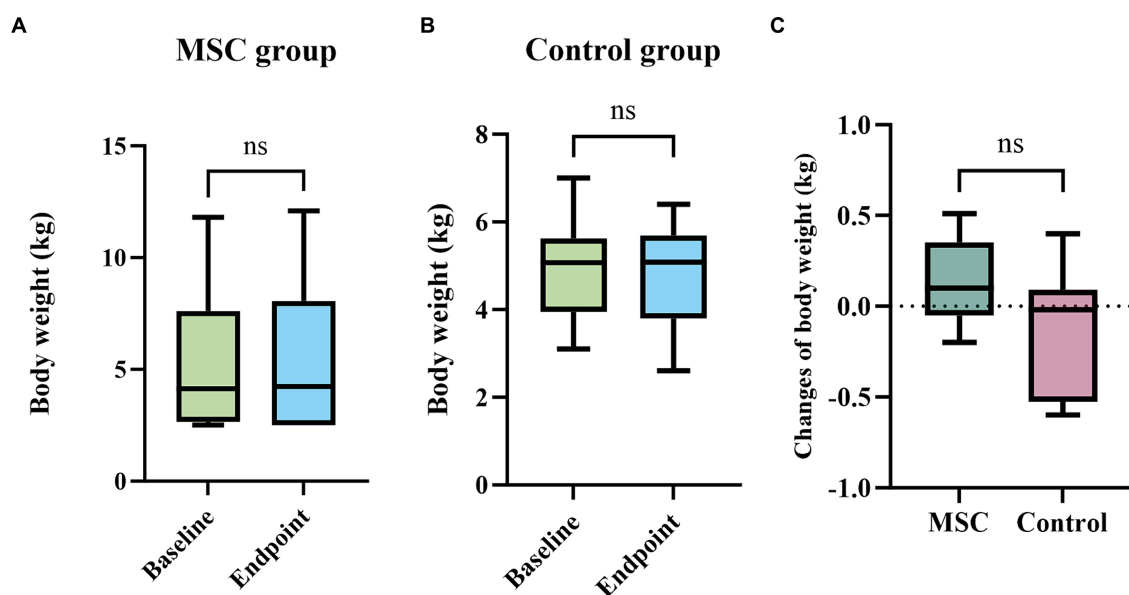 A
MSC group
ns
Body weight (kg)
15
10
5
0
Baseline
Endpoint
B
Control group
ns
Body weight (kg)
8
6
4
2
0
Baseline
Endpoint
C
ns
Changes of body weight (kg)
1.0
0.5
0.0
-0.5
-1.0
MSC
Control